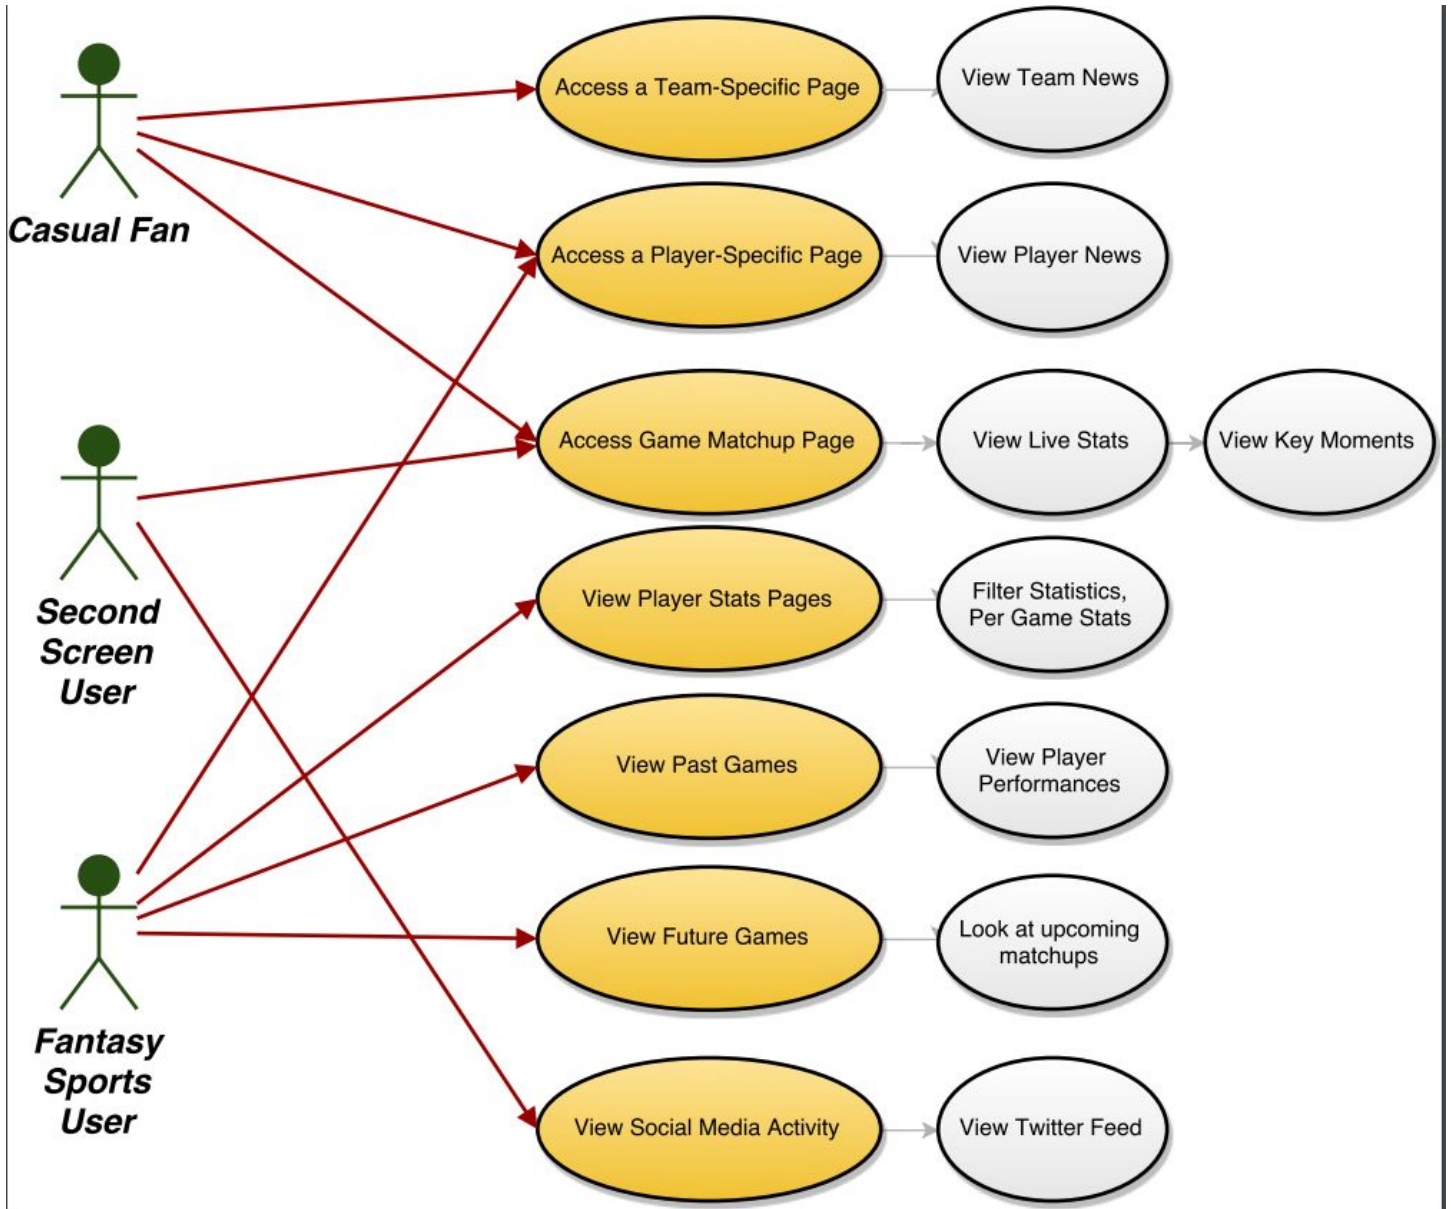 Casual Fan
Second
Screen
User
Fantasy
Sports
User
Access a Team-Specific Page
View Team News
Access a Player-Specific Page
View Player News
Access Game Matchup Page
View Live Stats
View Key Moments
View Player Stats Pages
Filter Statistics,
Per Game Stats
View Past Games
View Player
Performances
View Future Games
Look at upcoming
matchups
View Social Media Activity
View Twitter Feed